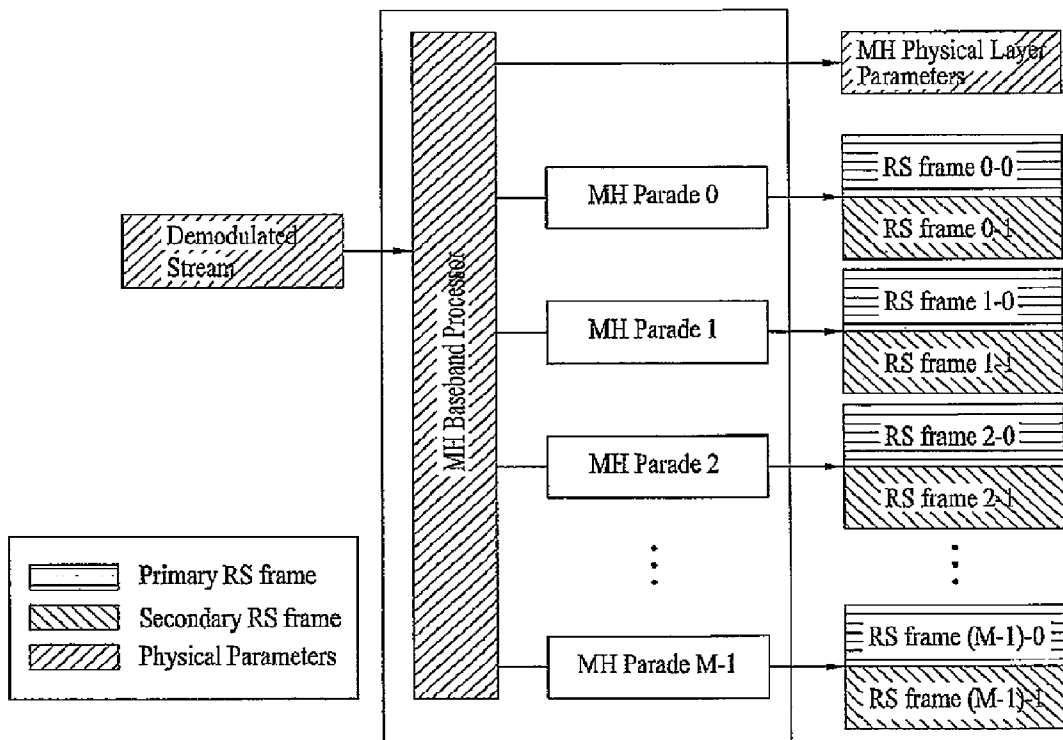 MH Physical Layer
Parameters
RS frame 0-0
MH Parade 0
RS frame 0-1
Demodulated
Stream
RS frame 1-0
MH Parade 1
RS frame 1-1
MH Baseband Processor
RS frame 2-0
MH Parade 2
RS frame 2-1
Primary RS frame
Secondary RS frame
Physical Parameters
RS frame (M-1)-0
MH Parade M-1
RS frame (M-1)-1